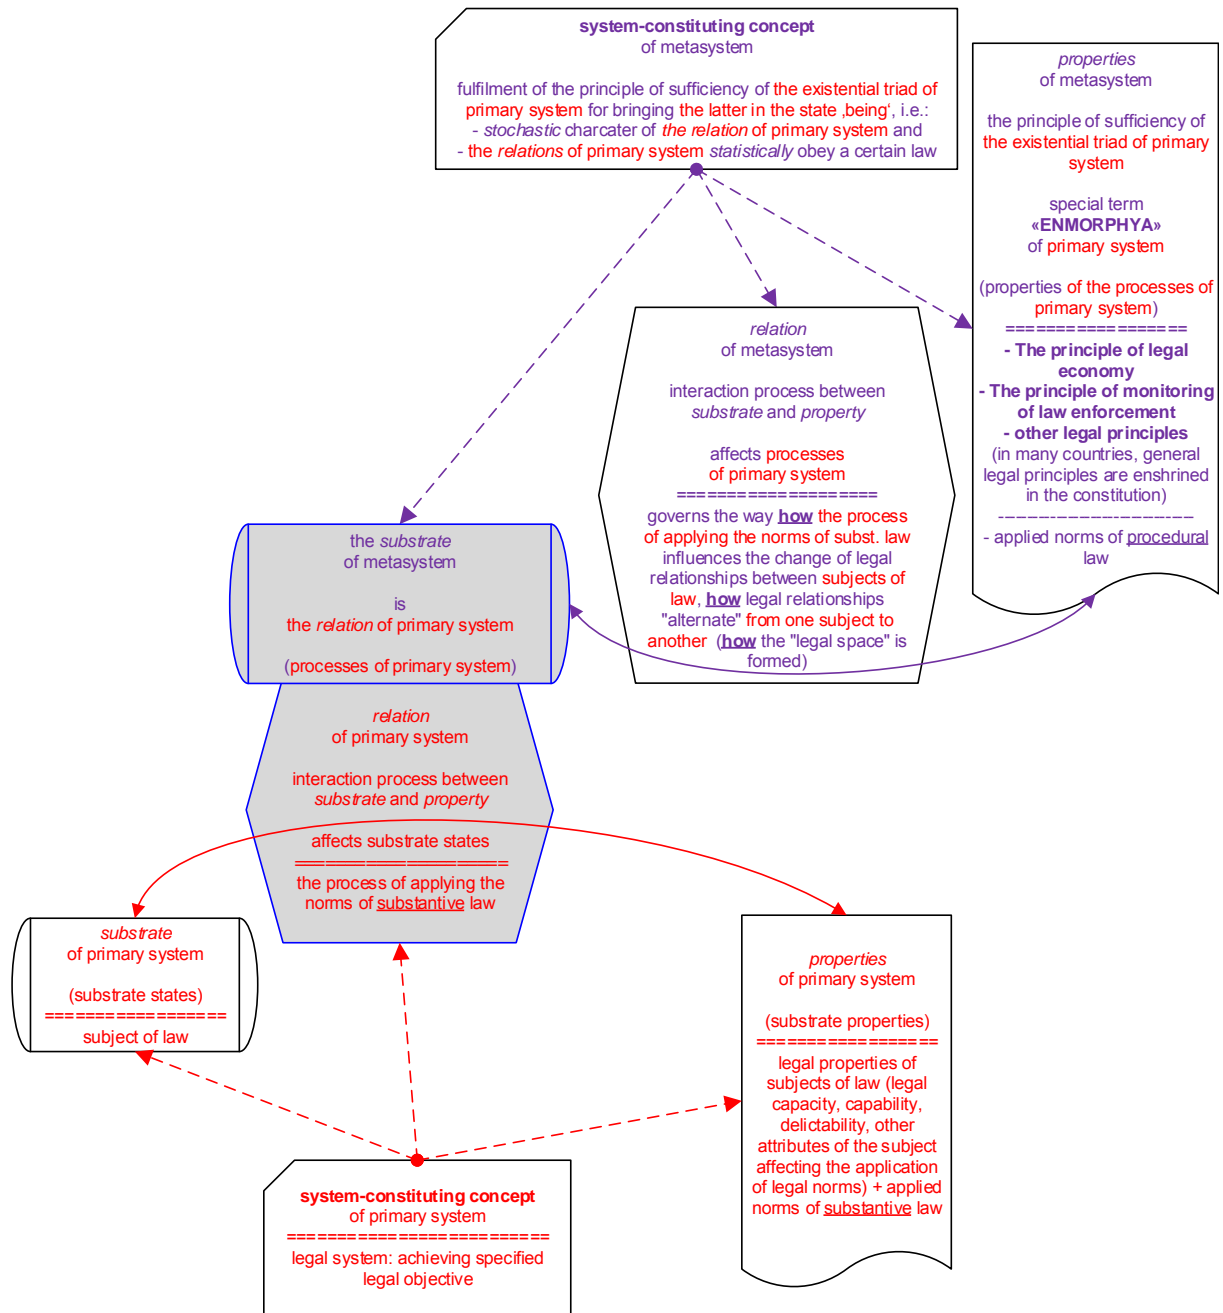 system-constituting concept
of metasystem
fulfilment of the principle of sufficiency of the existential triad of
primary system for bringing the latter in the state ‚being‘, i.e.:
- stochastic charcater of the relation of primary system and
- the relations of primary system statistically obey a certain law
properties
of metasystem
the principle of sufficiency of
the existential triad of primary
system
special term
«ENMORPHYA»
of primary system
(properties of the processes of
primary system)
==================
- The principle of legal
economy
- The principle of monitoring
of law enforcement
- other legal principles
(in many countries, general
legal principles are enshrined
in the constitution)
-----------------------
- applied norms of procedural
law
relation
of metasystem
interaction process between
substrate and property
affects processes
of primary system
====================
governs the way how the process
of applying the norms of subst. law
influences the change of legal
relationships between subjects of
law, how legal relationships
"alternate" from one subject to
another (how the "legal space" is
formed)
the substrate
of metasystem
is
the relation of primary system
(processes of primary system)
relation
of primary system
interaction process between
substrate and property
affects substrate states
=====================
the process of applying the
norms of substantive law
substrate
of primary system
(substrate states)
==================
subject of law
properties
of primary system
(substrate properties)
==================
legal properties of
subjects of law (legal
capacity, capability,
delictability, other
attributes of the subject
affecting the application
of legal norms) + applied
norms of substantive law
system-constituting concept
of primary system
==========================
legal system: achieving specified
legal objective